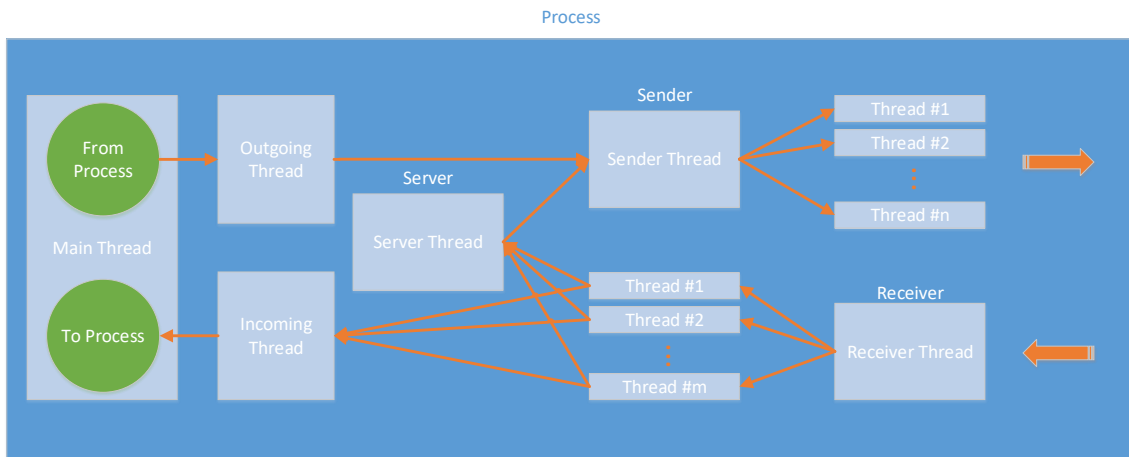 Process
Sender
From
Process
Outgoing
Thread
Sender Thread
Thread #1
Thread #2
Thread #n
Server
Main Thread
Server Thread
To Process
Incoming
Thread
Thread #1
Thread #2
Thread #m
Receiver
Receiver Thread